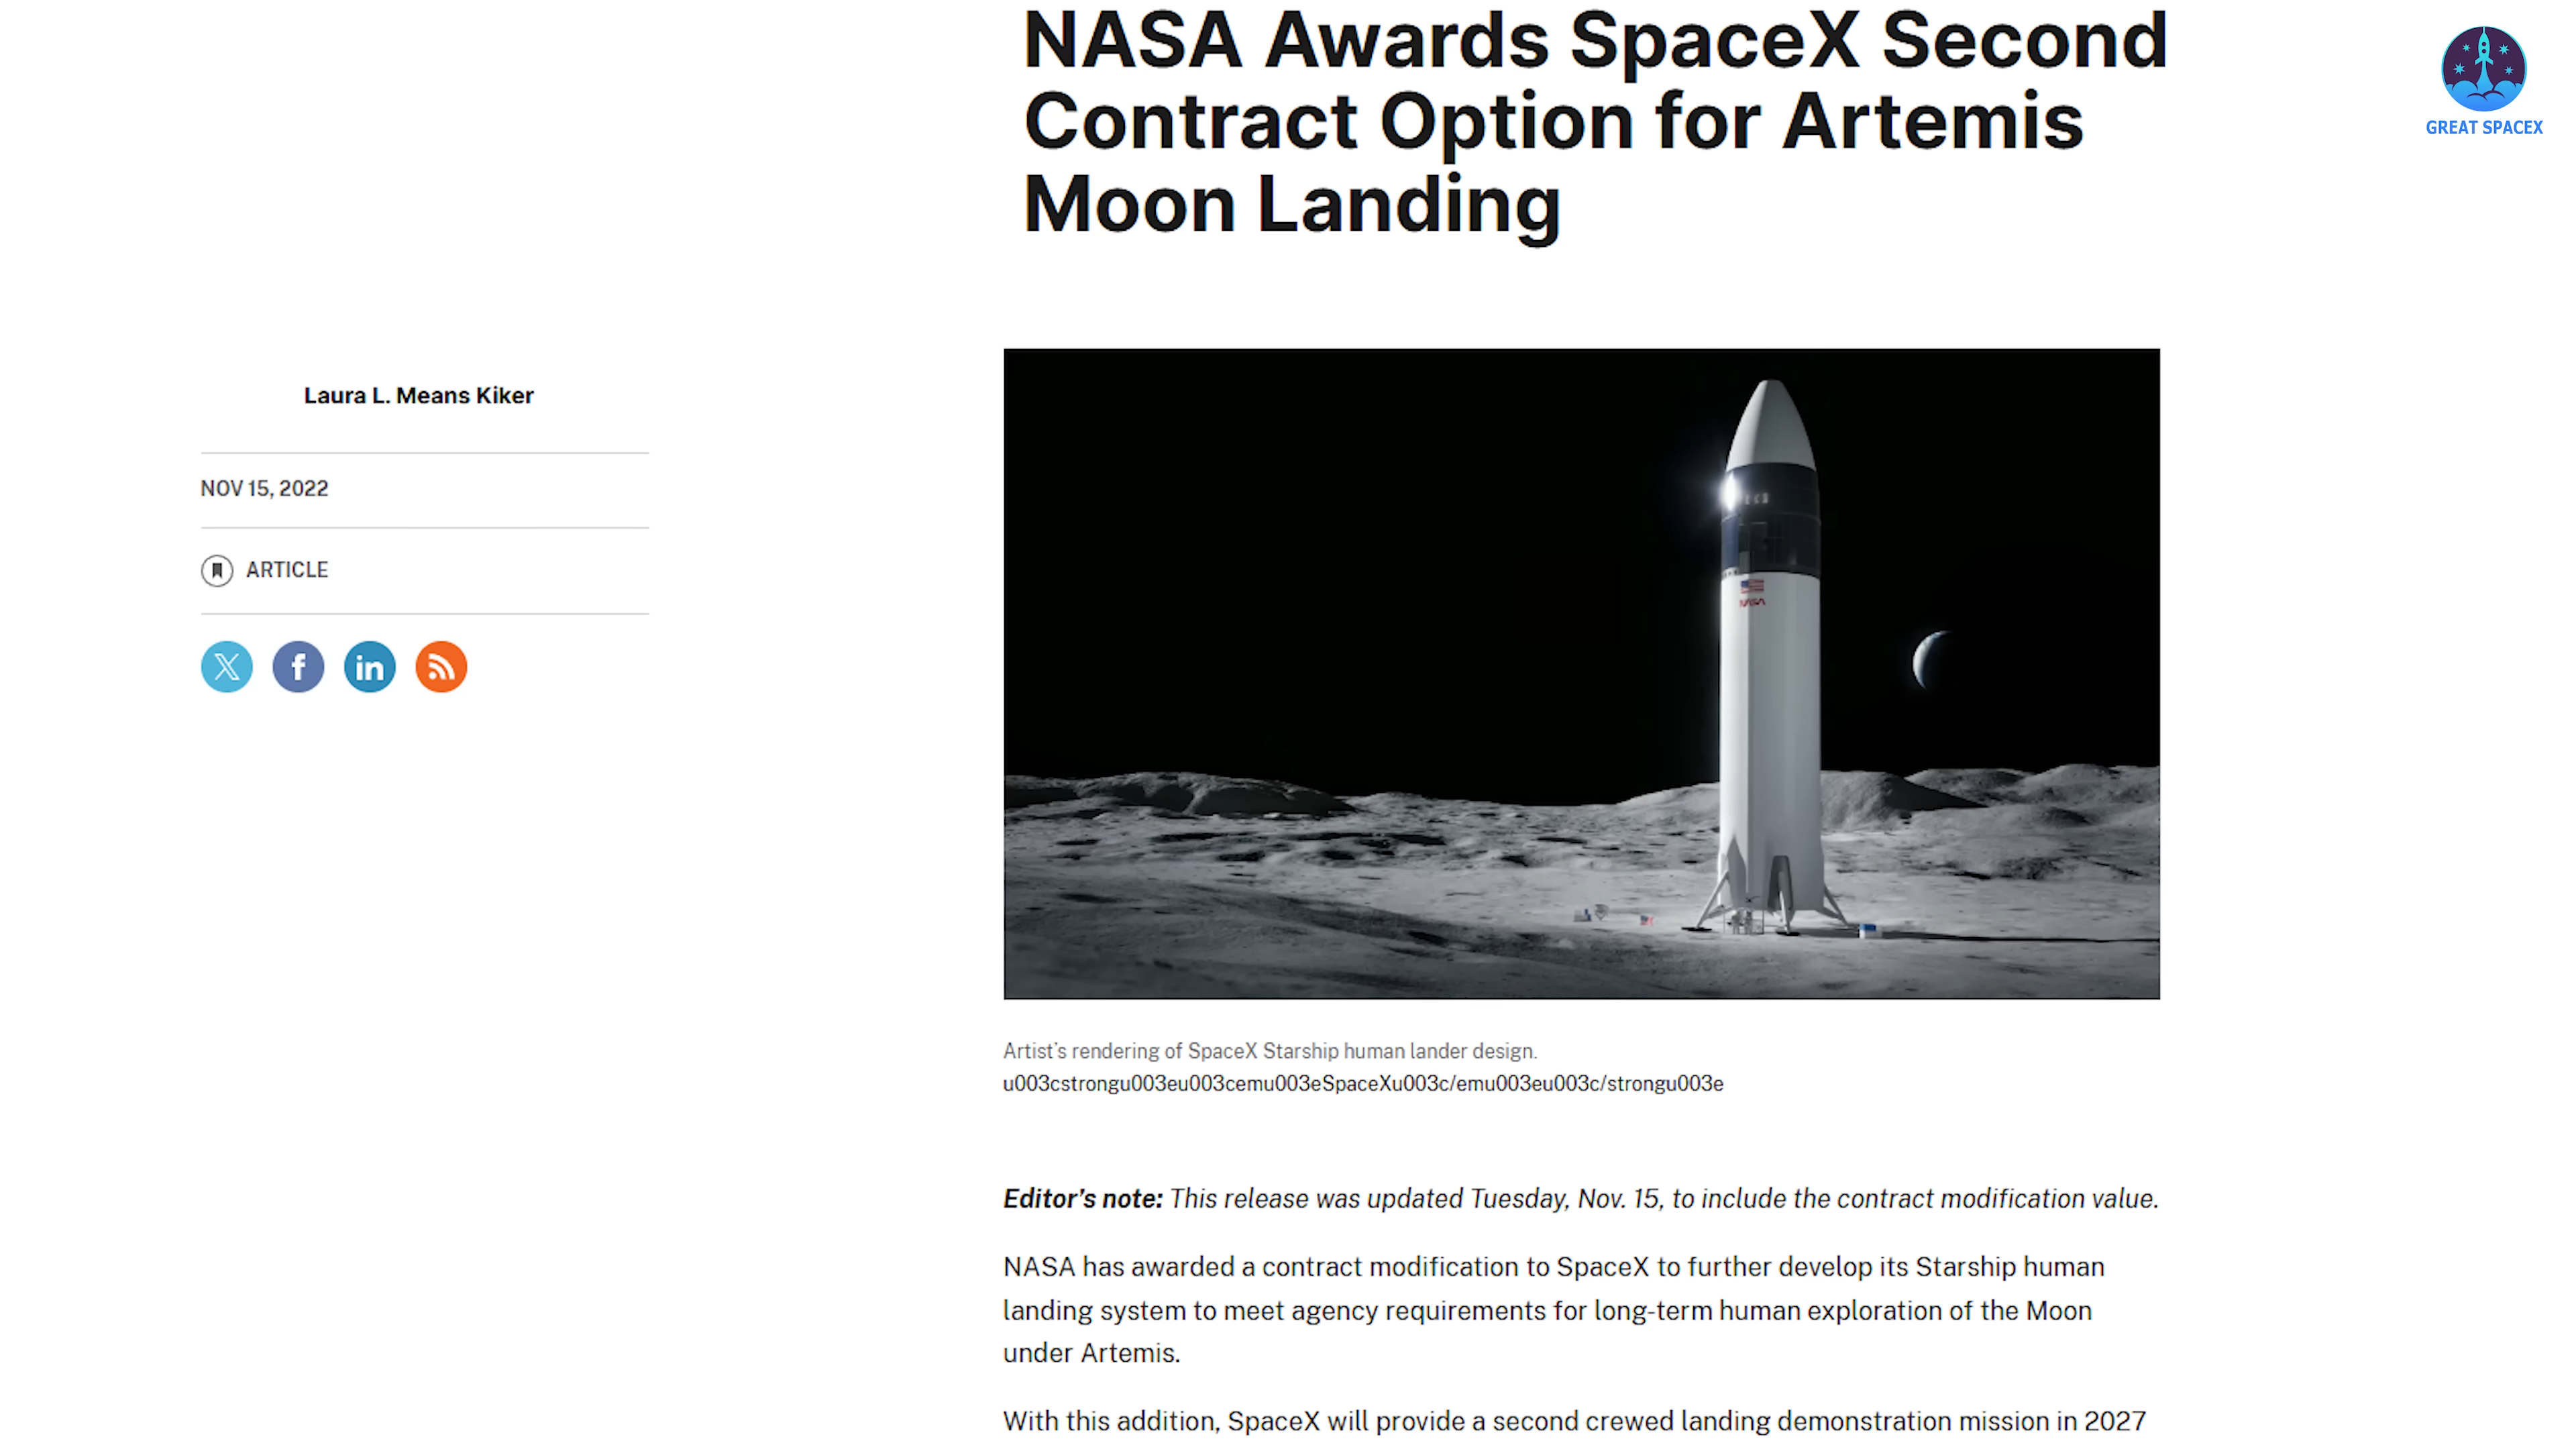 NASA Awards SpaceX Second
Contract Option for Artemis
Moon Landing
GREAT SPACEX
Laura L. Means Kiker
NOV 15, 2022
ARTICLE
NASA
Artist's rendering of SpaceX Starship human lander design.
u003cstrongu003eu003cemu003eSpaceXu003c/emu003eu003c/strongu003e
Editor's note: This release was updated Tuesday, Nov. 15, to include the contract modification value.
NASA has awarded a contract modification to SpaceX to further develop its Starship human
landing system to meet agency requirements for long-term human exploration of the Moon
under Artemis.
With this addition, SpaceX will provide a second crewed landing demonstration mission in 2027